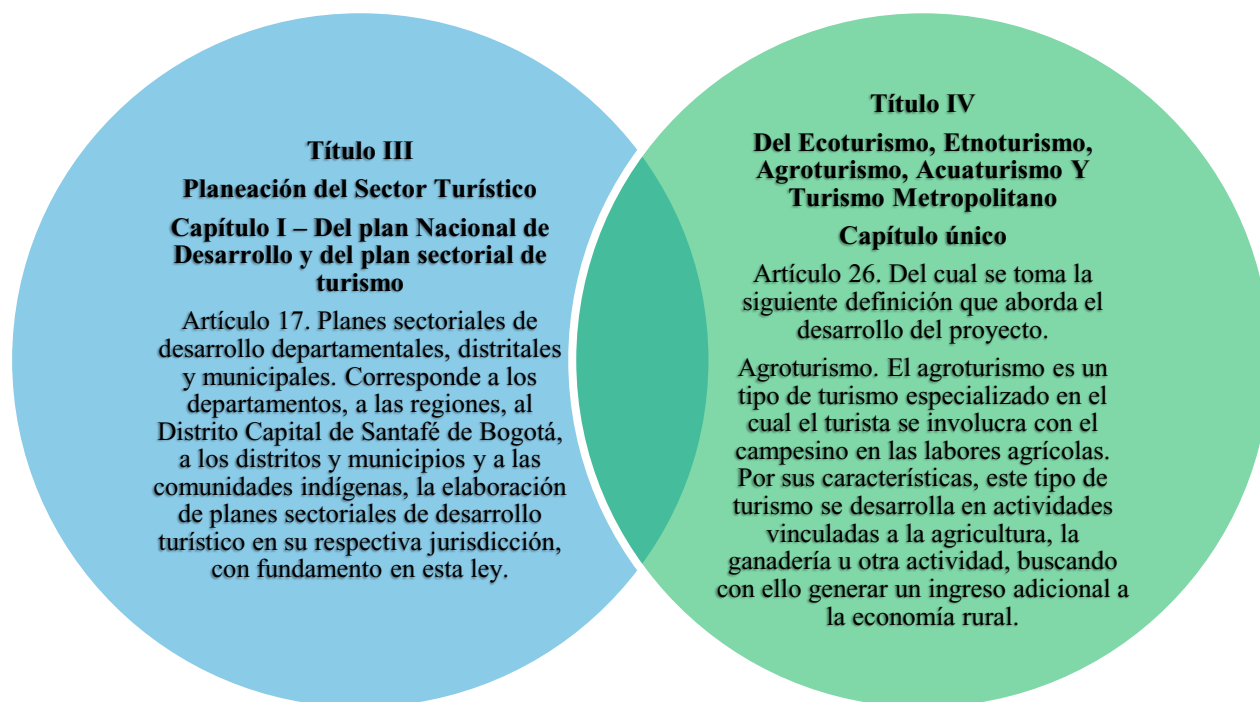 Título III
Planeación del Sector Turístico
Capítulo I – Del plan Nacional de
Desarrollo y del plan sectorial de
turismo
Artículo 17. Planes sectoriales de
desarrollo departamentales, distritales
y municipales. Corresponde a los
departamentos, a las regiones, al
Distrito Capital de Santafé de Bogotá,
a los distritos y municipios y a las
comunidades indígenas, la elaboración
de planes sectoriales de desarrollo
turístico en su respectiva jurisdicción,
con fundamento en esta ley.
Título IV
Del Ecoturismo, Etnoturismo,
Agroturismo, Acuaturismo Y
Turismo Metropolitano
Capítulo único
Artículo 26. Del cual se toma la
siguiente definición que aborda el
desarrollo del proyecto.
Agroturismo. El agroturismo es un
tipo de turismo especializado en el
cual el turista se involucra con el
campesino en las labores agrícolas.
Por sus características, este tipo de
turismo se desarrolla en actividades
vinculadas a la agricultura, la
ganadería u otra actividad, buscando
con ello generar un ingreso adicional a
la economía rural.